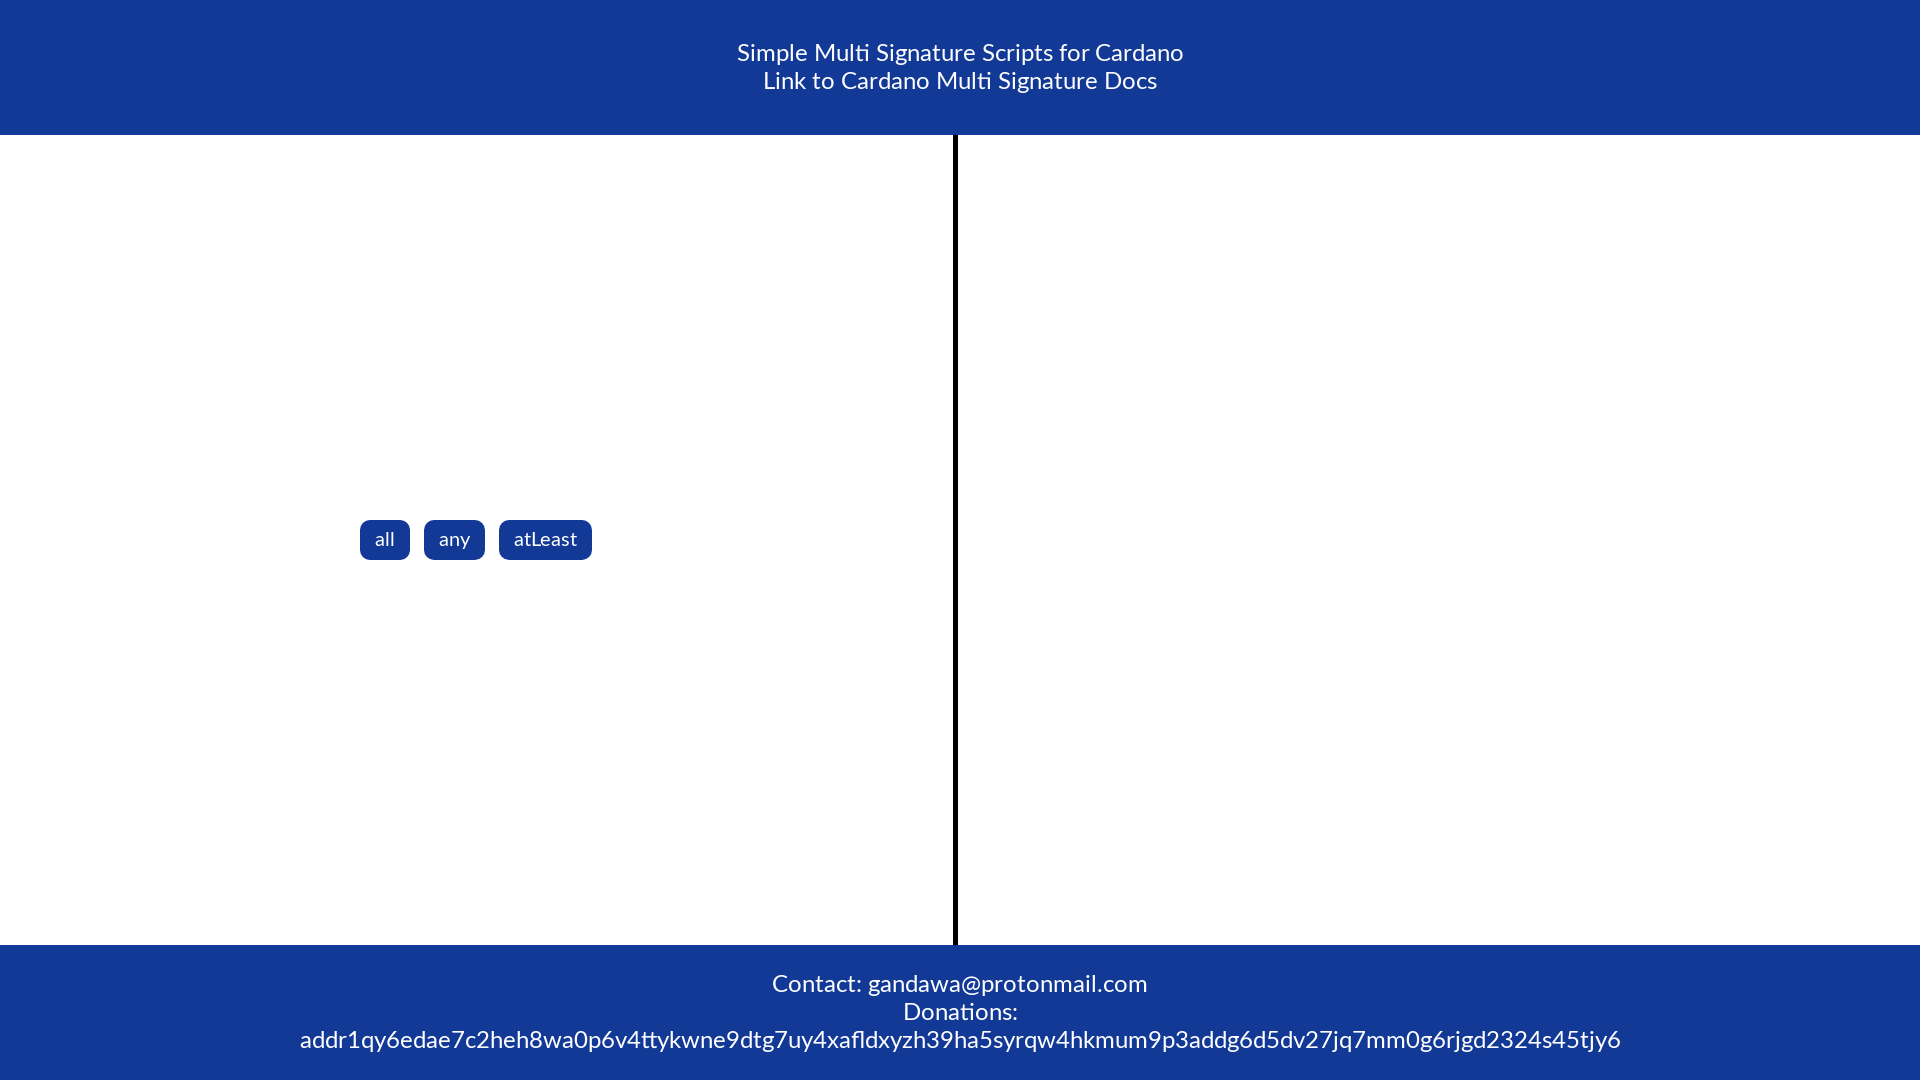 Simple Multi Signature Scripts for Cardano
Link to Cardano Multi Signature Docs
all any atLeast
Contact: gandawa@protonmail.com
Donations:
addr1qy6edae7c2heh8wa0p6v4ttykwne9dtg7uy4xafldxyzh39ha5syrqw4hkmum9p3addg6d5dv27jq7mm0g6rjgd2324s45tjy6